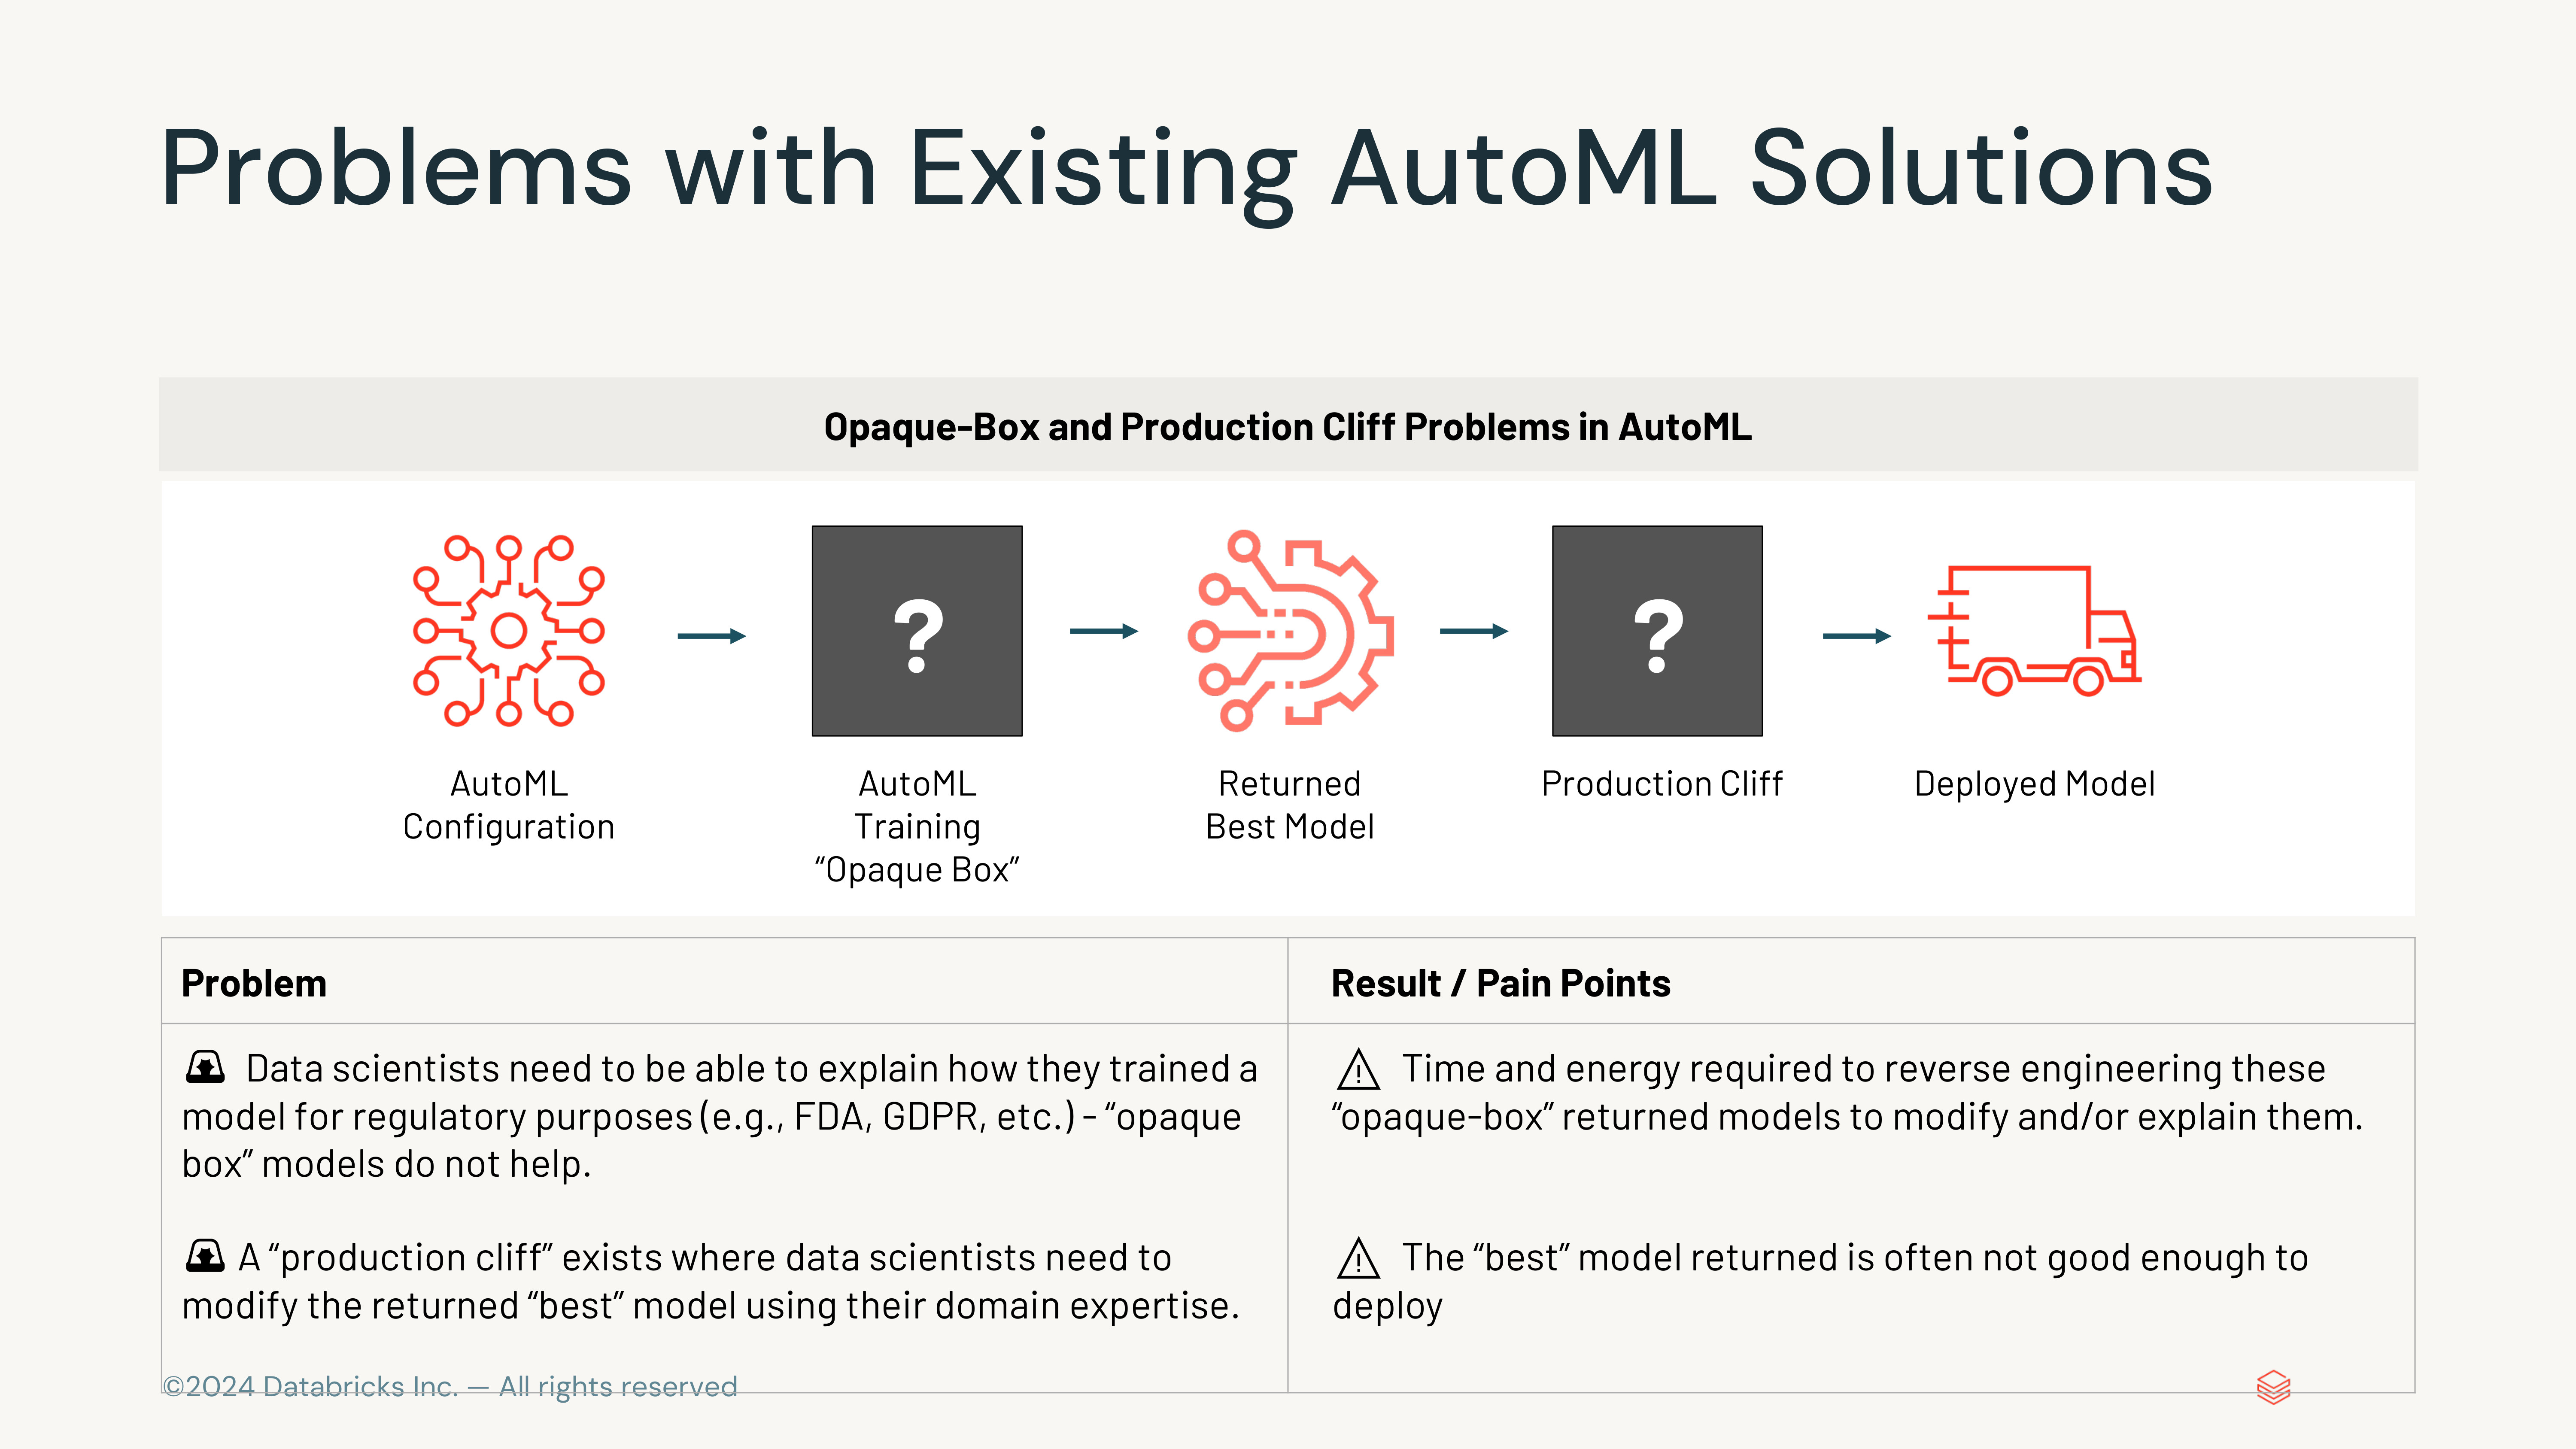 Problems with Existing AutoML Solutions
Opaque-Box and Production Cliff Problems in AutoML
?
?
AutoML
Configuration
AutoML
Training
“Opaque Box”
Returned
Best Model
Production Cliff
Deployed Model
Problem
Result / Pain Points
Data scientists need to be able to explain how they trained a
model for regulatory purposes (e.g., FDA, GDPR, etc.) - “opaque
box” models do not help.
Time and energy required to reverse engineering these
“opaque-box” returned models to modify and/or explain them.
A “production cliff” exists where data scientists need to
modify the returned “best” model using their domain expertise.
The “best” model returned is often not good enough to
deploy
©2024 Databricks Inc. — All rights reserved